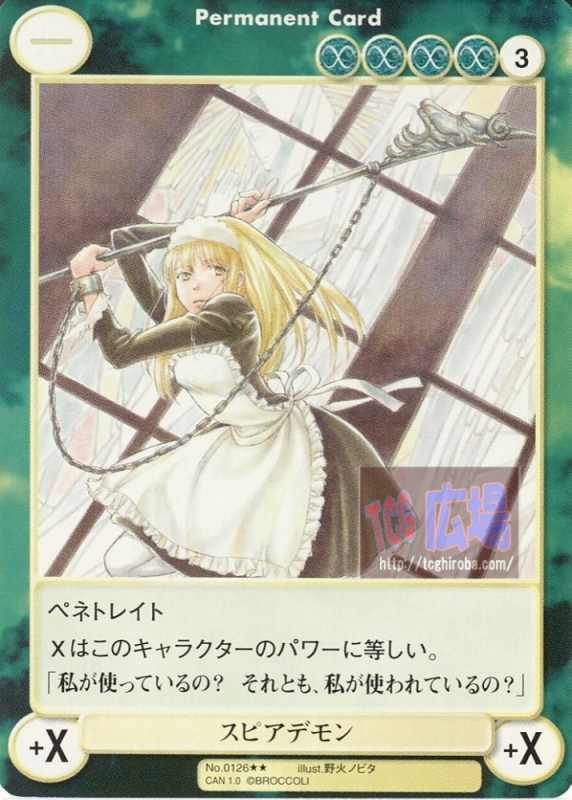 Permanent Card
X X X X 3
TCG 広場
http://tcghiroba.com/
ペネトレイト
Xはこのキャラクターのパワーに等しい。
「私が使っているの? それとも、私が使われているの?」
スピアデモン
+X
+X
No.0126★★ illust.野火ノビタ
CAN 1.0 ©BROCCOLI